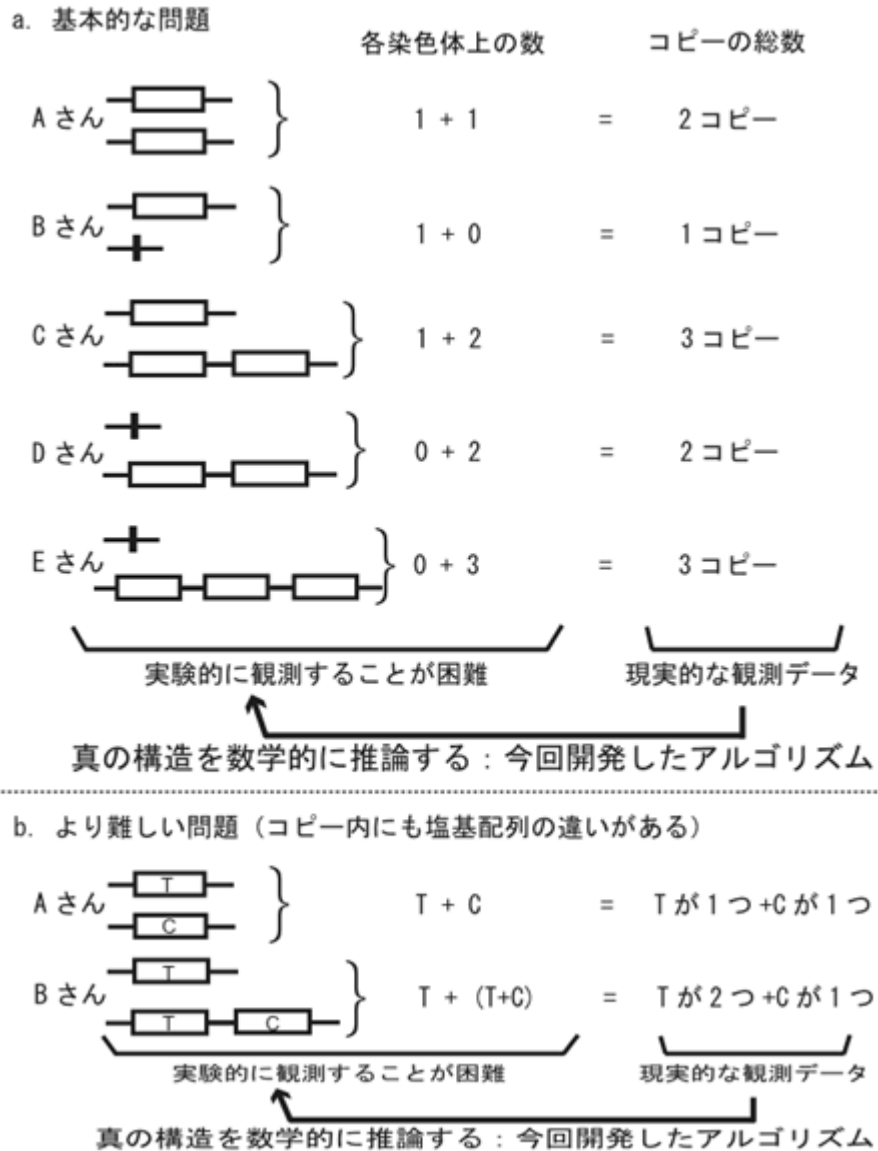 a. 基本的な問題
各染色体上の数 コピーの総数
Aさん 1 + 1 = 2コピー
Bさん 1 + 0 = 1コピー
Cさん 1 + 2 = 3コピー
Dさん 0 + 2 = 2コピー
Eさん 0 + 3 = 3コピー
実験的に観測することが困難 現実的な観測データ
真の構造を数学的に推論する:今回開発したアルゴリズム
b. より難しい問題(コピー内にも塩基配列の違いがある)
Aさん T C T + C = Tが1つ+Cが1つ
Bさん T T C T + (T+C) = Tが2つ+Cが1つ
実験的に観測することが困難 現実的な観測データ
真の構造を数学的に推論する:今回開発したアルゴリズム